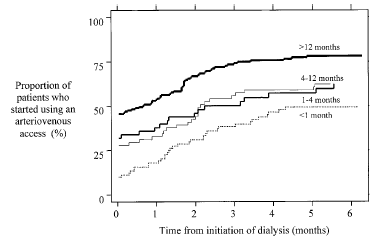 100
75
50
25
0
Proportion of
patients who
started using an
arteriovenous
access (%)
>12 months
4-12 months
1-4 months
<1 month
0 1 2 3 4 5 6
Time from initiation of dialysis (months)